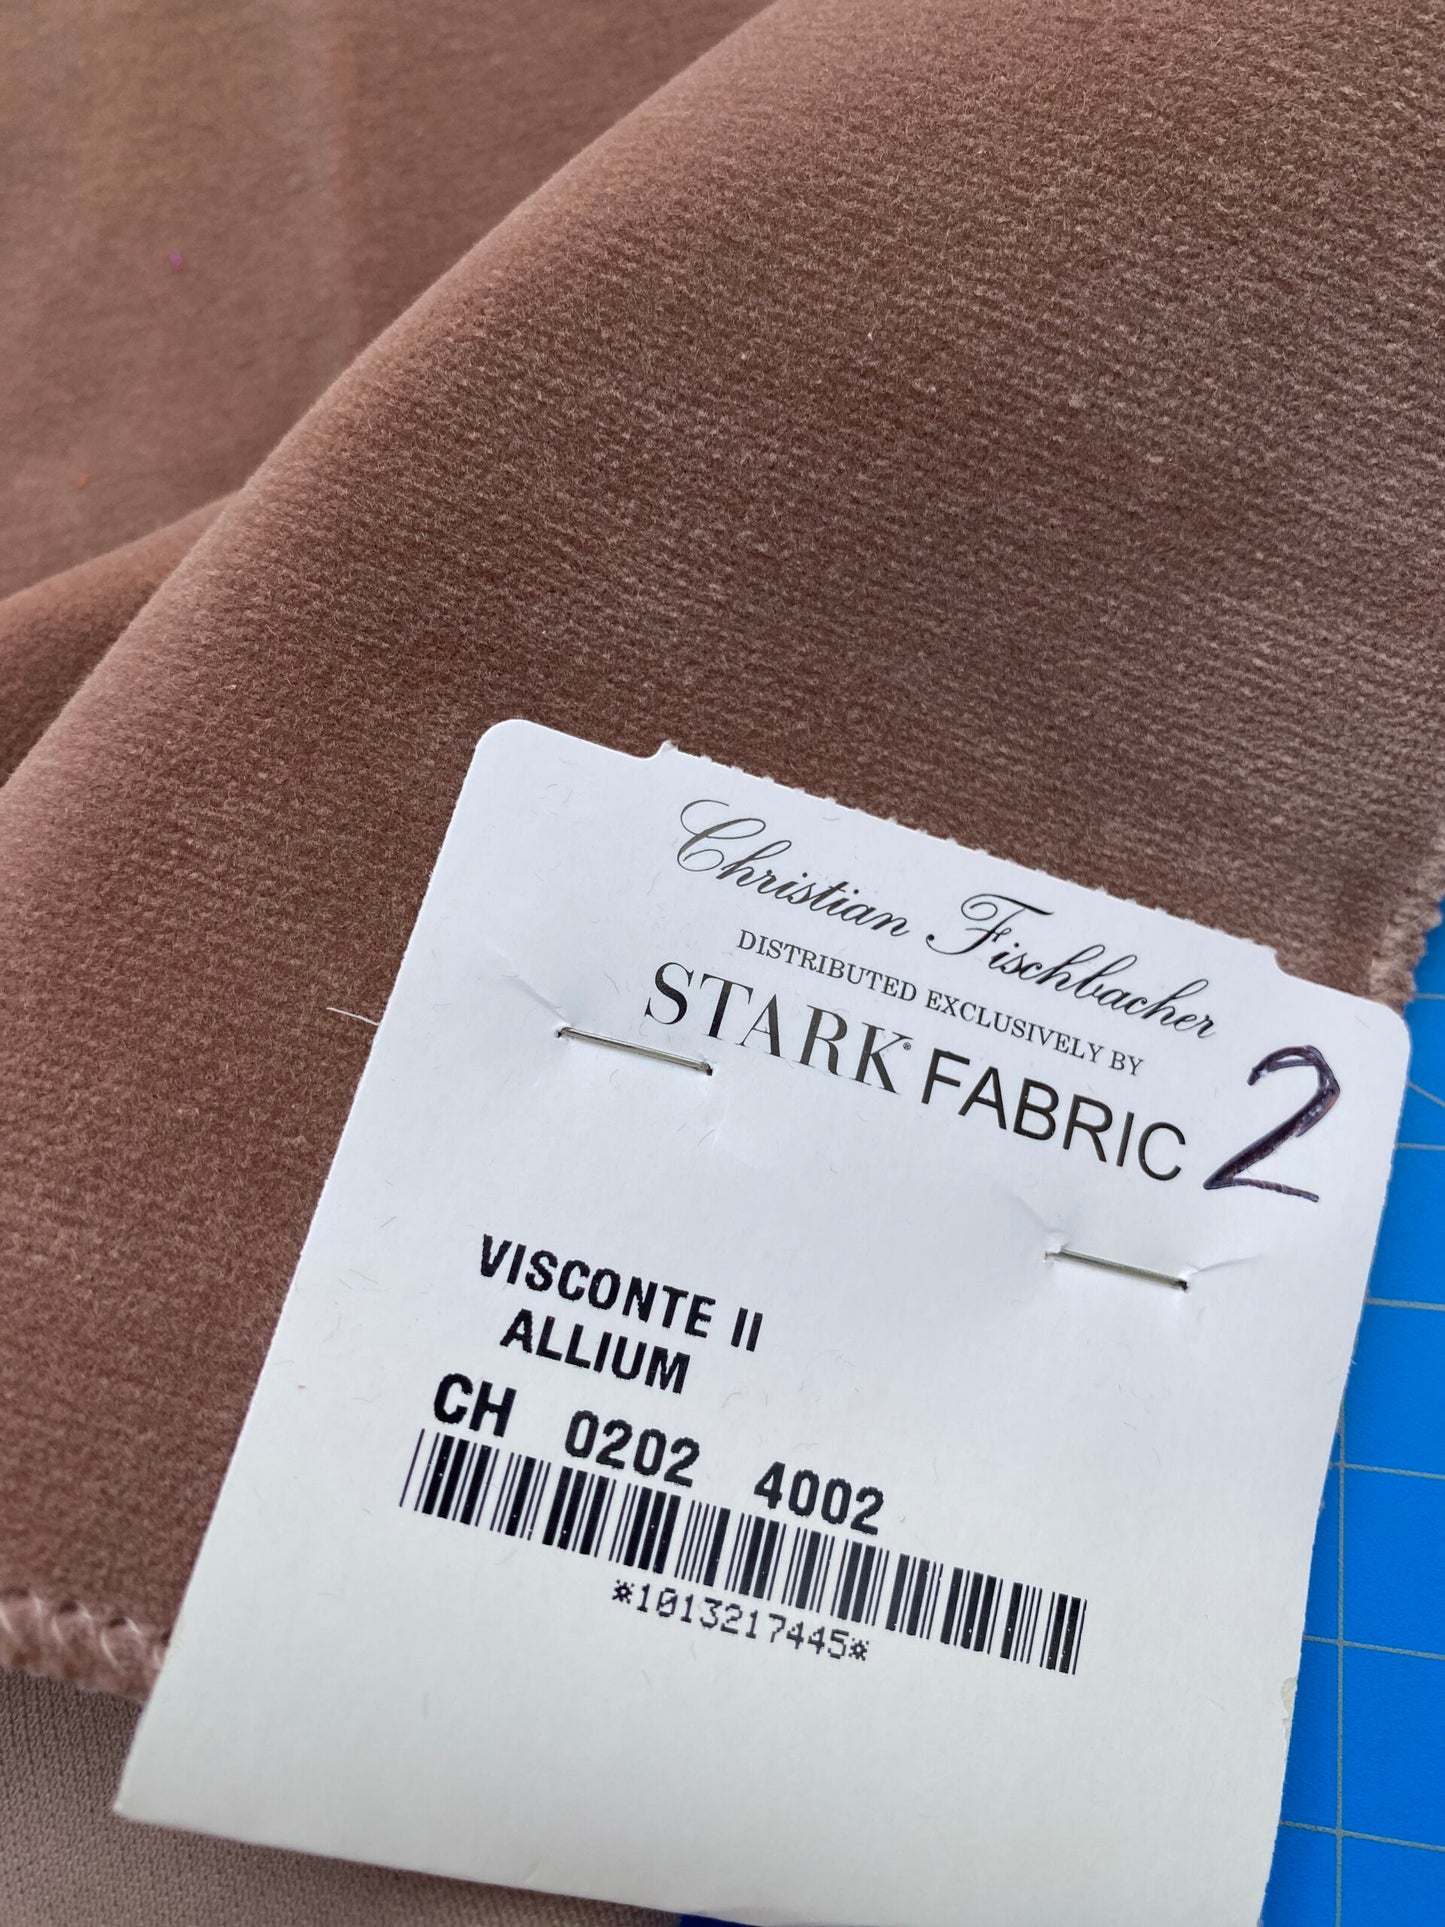 Christian Fischbacher
DISTRIBUTED EXCLUSIVELY BY
STARK® FABRIC
2
VISCONTE II
ALLIUM
CH 0202 4002
*1013217445*